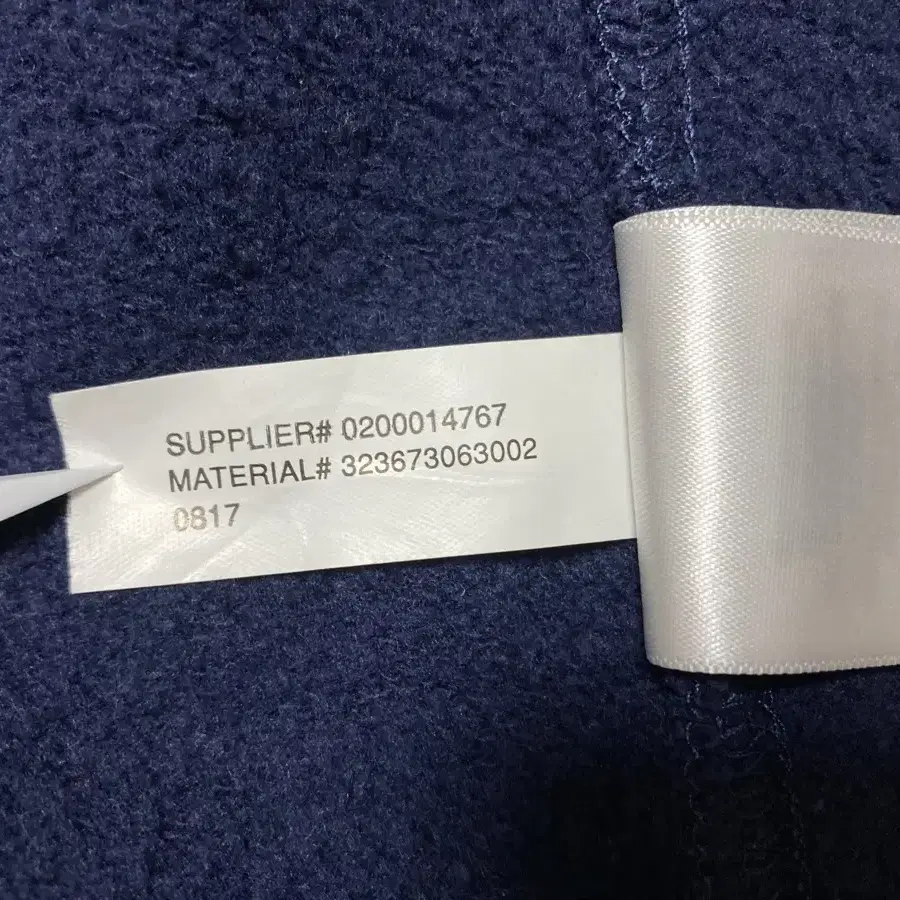 SUPPLIER# 0200014767
MATERIAL# 323673063002
0817